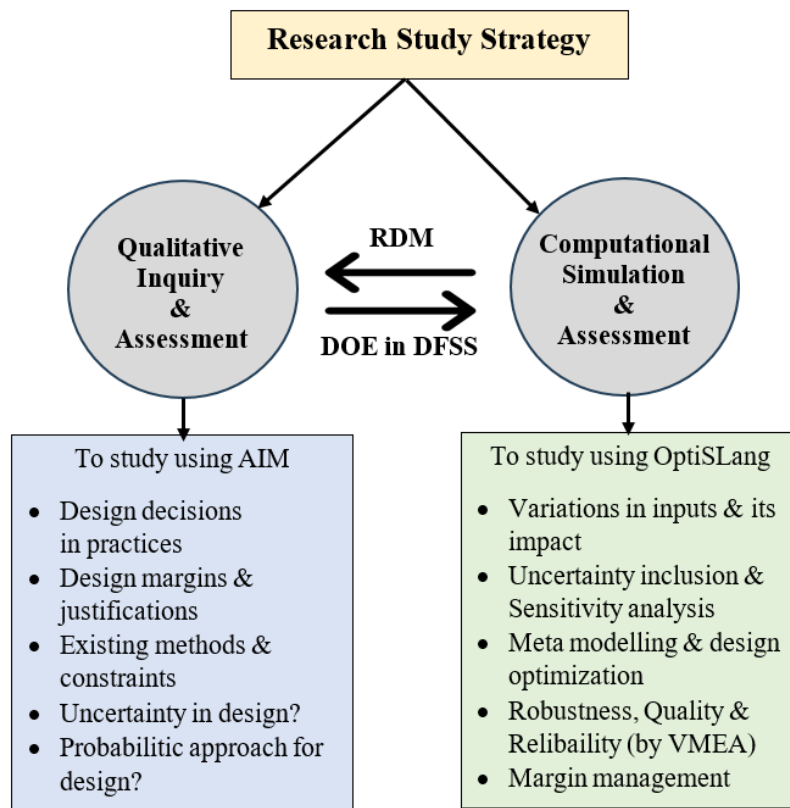 Research Study Strategy
Qualitative
Inquiry
&
Assessment
RDM
DOE in DFSS
Computational
Simulation
&
Assessment
To study using AIM
• Design decisions
in practices
• Design margins &
justifications
• Existing methods &
constraints
• Uncertainty in design?
• Probabilitic approach for
design?
To study using OptiSLang
• Variations in inputs & its
impact
• Uncertainty inclusion &
Sensitivity analysis
• Meta modelling & design
optimization
• Robustness, Quality &
Relibaility (by VMEA)
• Margin management